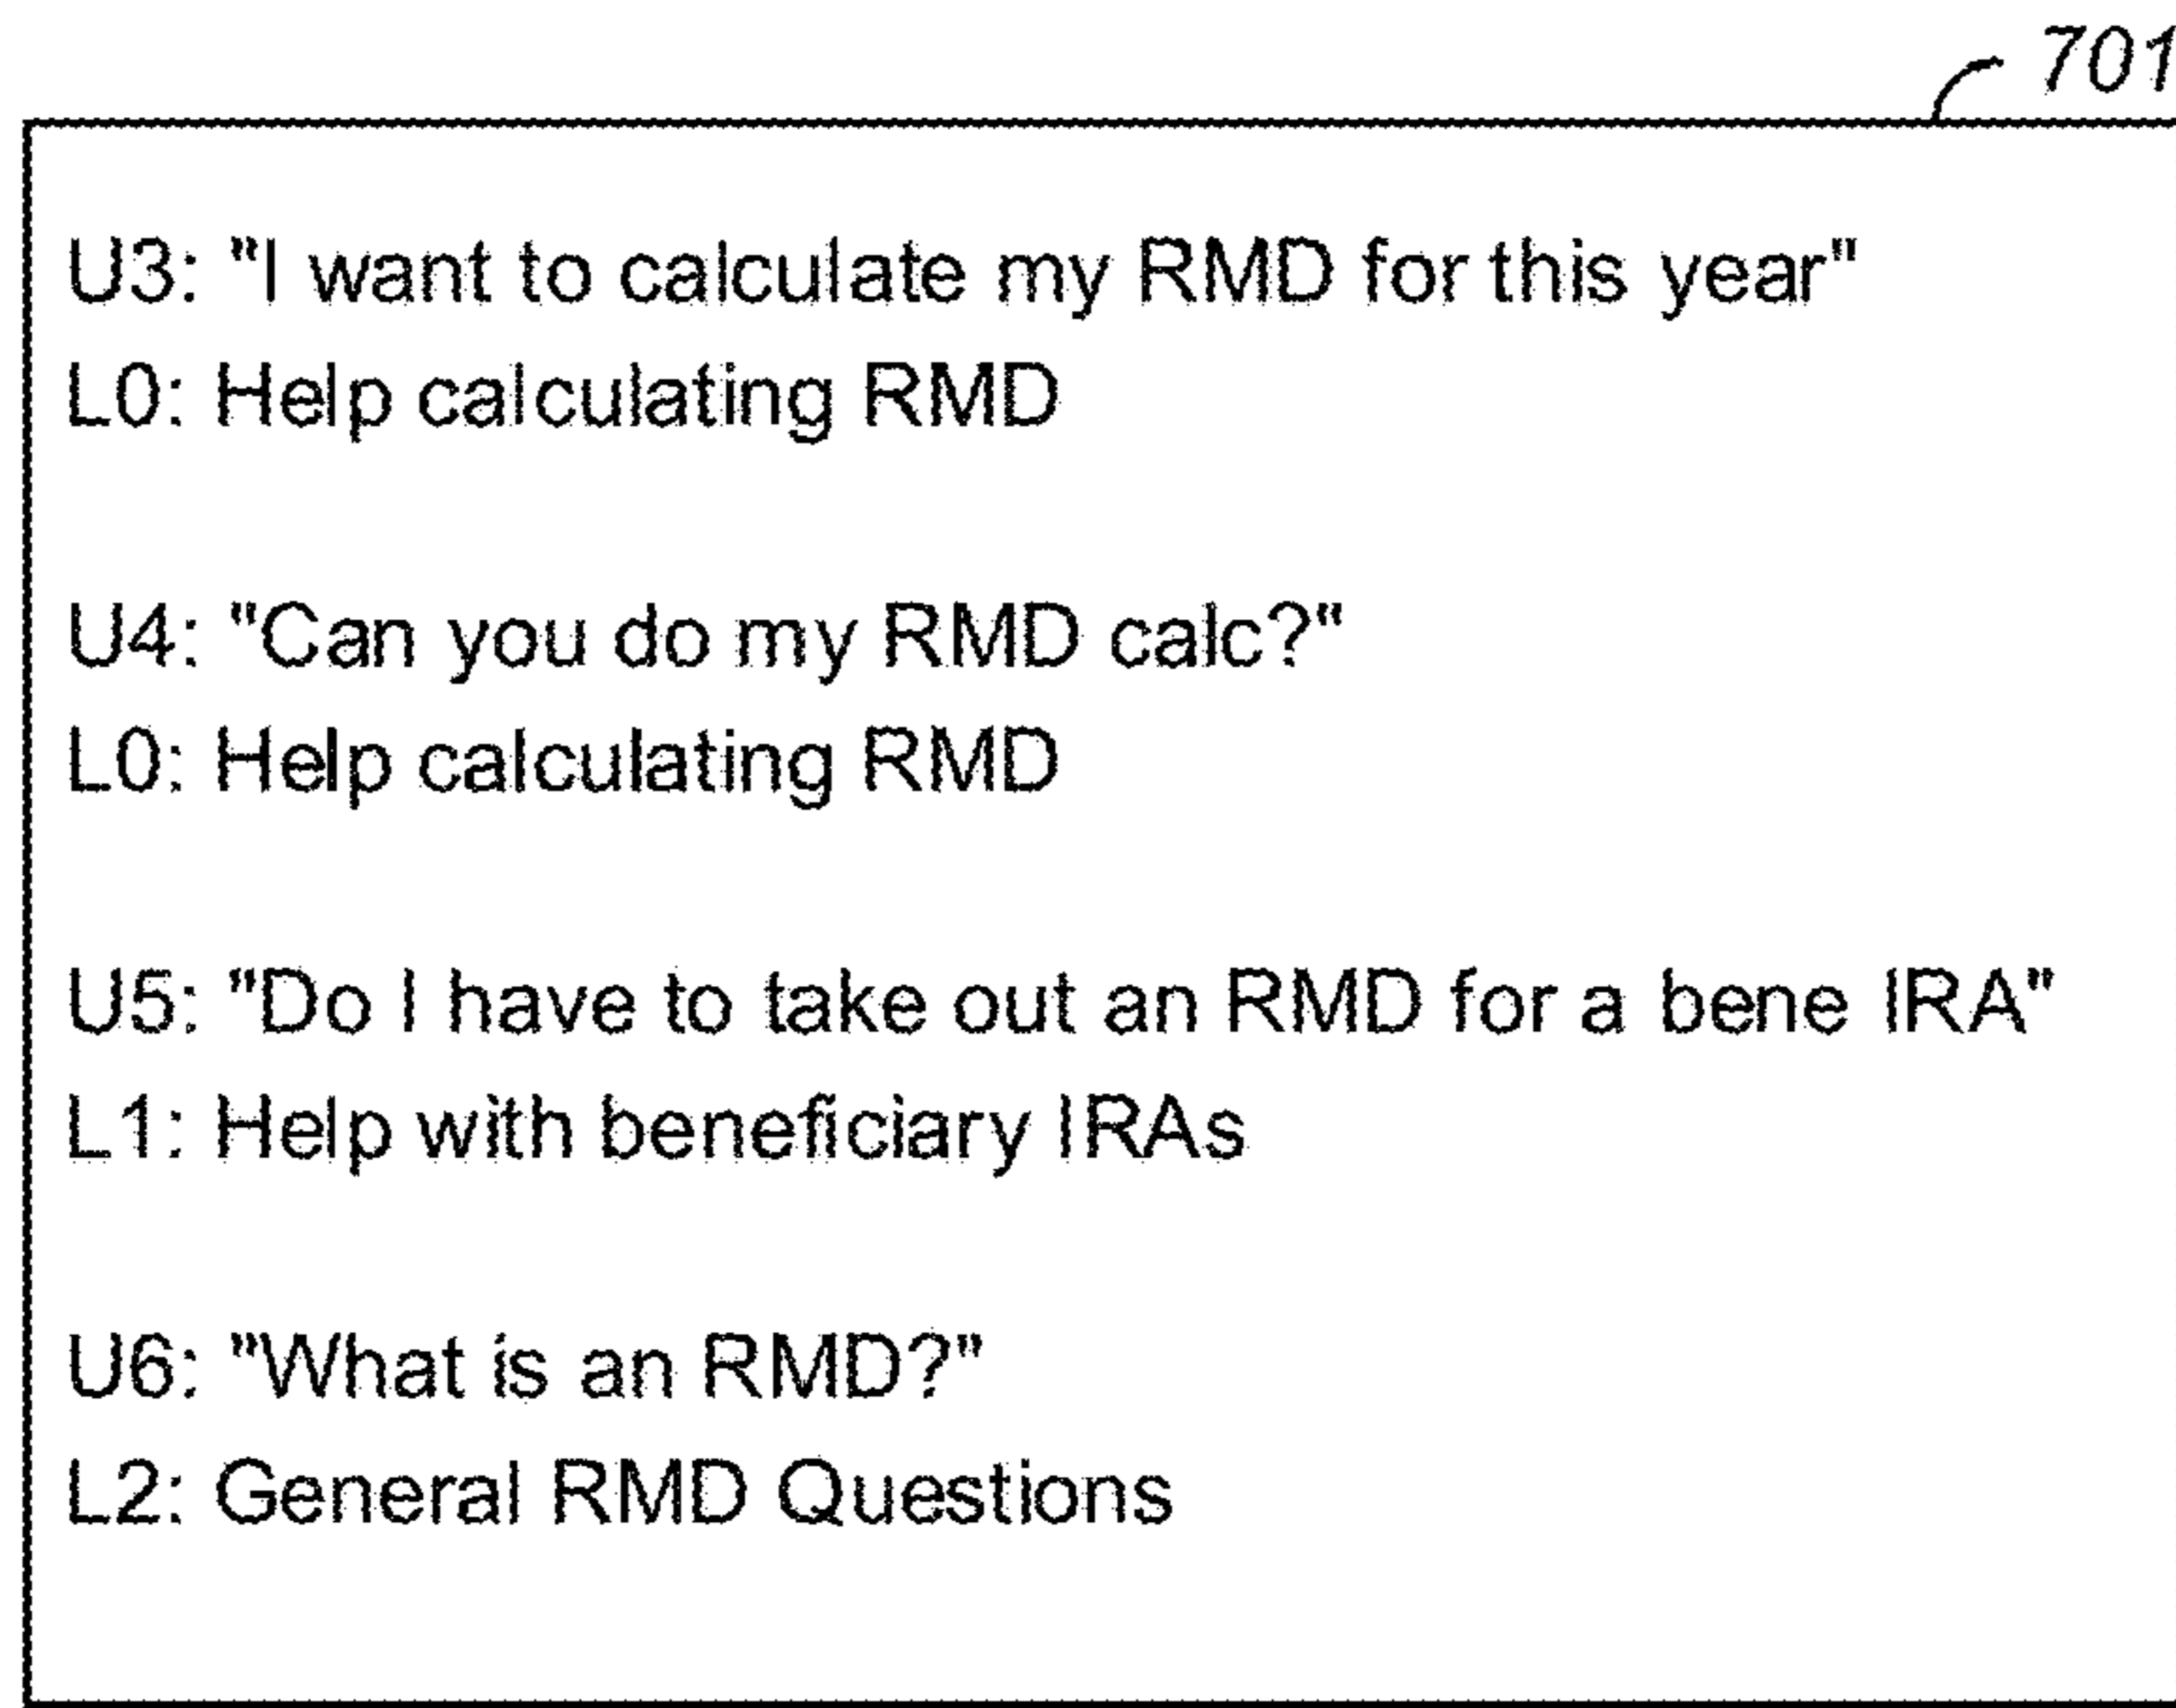 701
U3: "I want to calculate my RMD for this year"
L0: Help calculating RMD
U4: "Can you do my RMD calc?"
L0: Help calculating RMD
U5: "Do I have to take out an RMD for a bene IRA"
L1: Help with beneficiary IRAs
U6: "What is an RMD?"
L2: General RMD Questions